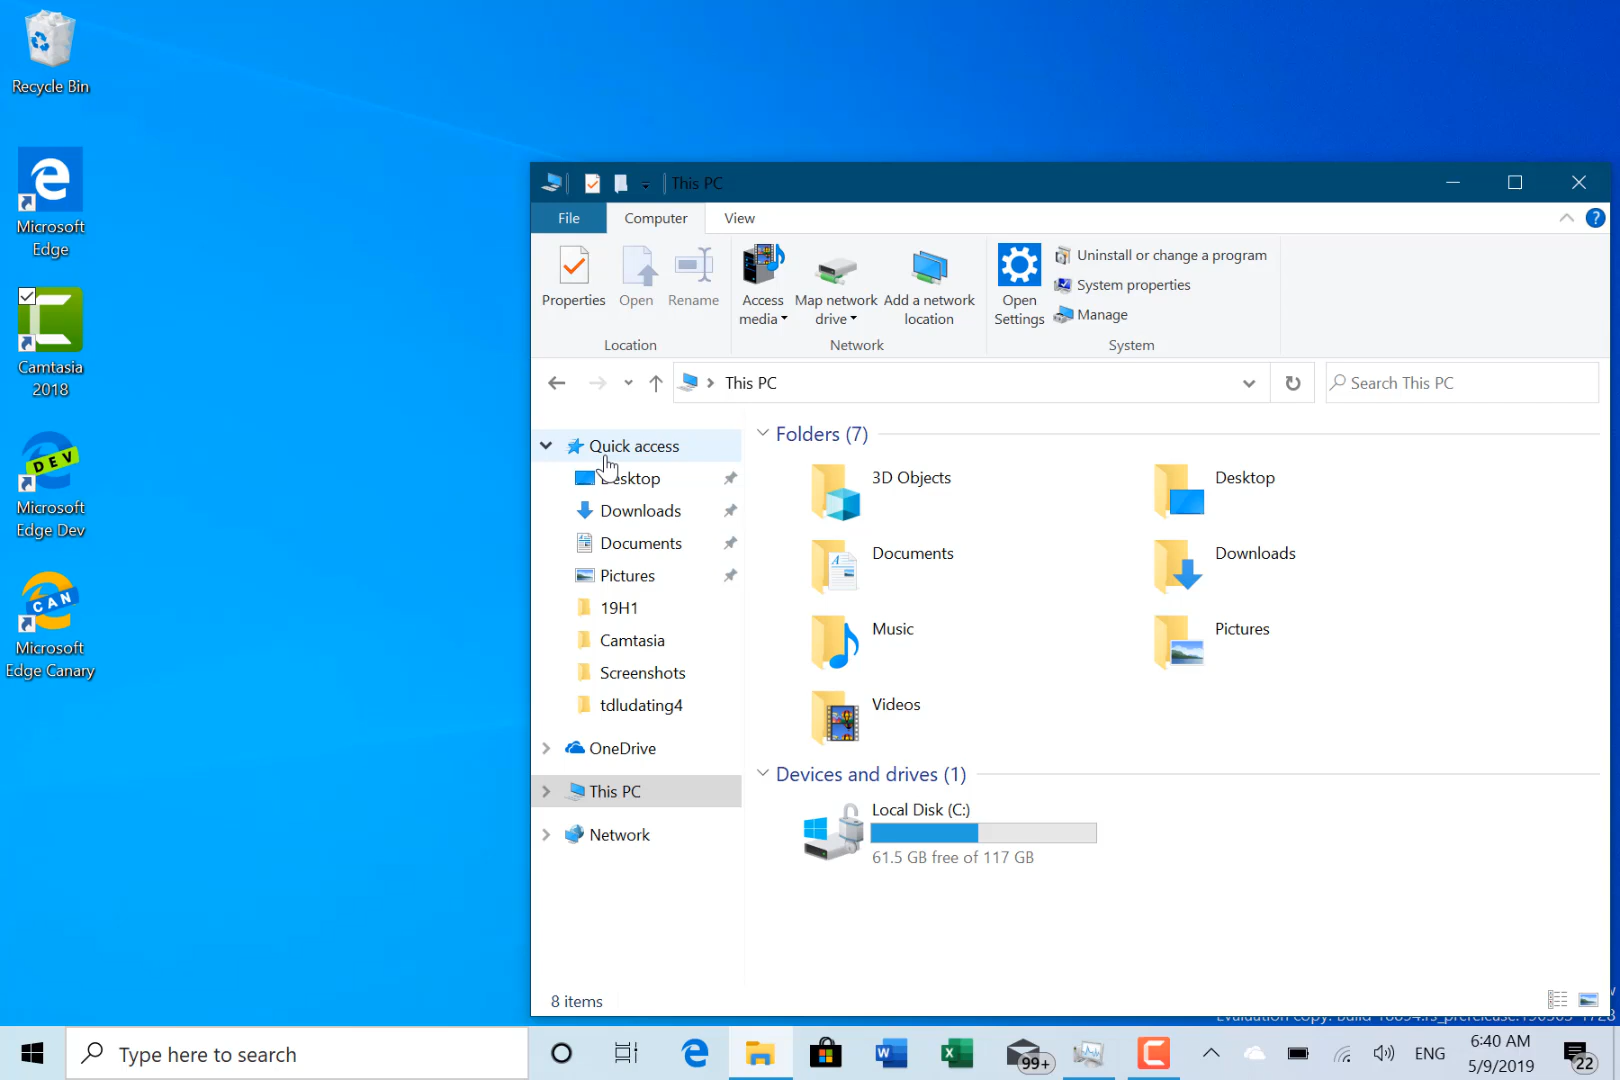 Recycle Bin
Microsoft
Edge
Camtasia
2018
DEV
Microsoft
Edge Dev
CAN
Microsoft
Edge Canary
This PC
File
Computer
View
?
Properties
Open
Rename
Location
Access
media
Map network
drive
Add a network
location
Network
Open
Settings
Uninstall or change a program
System properties
Manage
System
This PC
Search This PC
Quick access
Desktop
Downloads
Documents
Pictures
19H1
Camtasia
Screenshots
tdludating4
OneDrive
This PC
Network
Folders (7)
3D Objects
Desktop
Documents
Downloads
Music
Pictures
Videos
Devices and drives (1)
Local Disk (C:)
61.5 GB free of 117 GB
8 items
Type here to search
99+
ENG
6:40 AM
5/9/2019
22